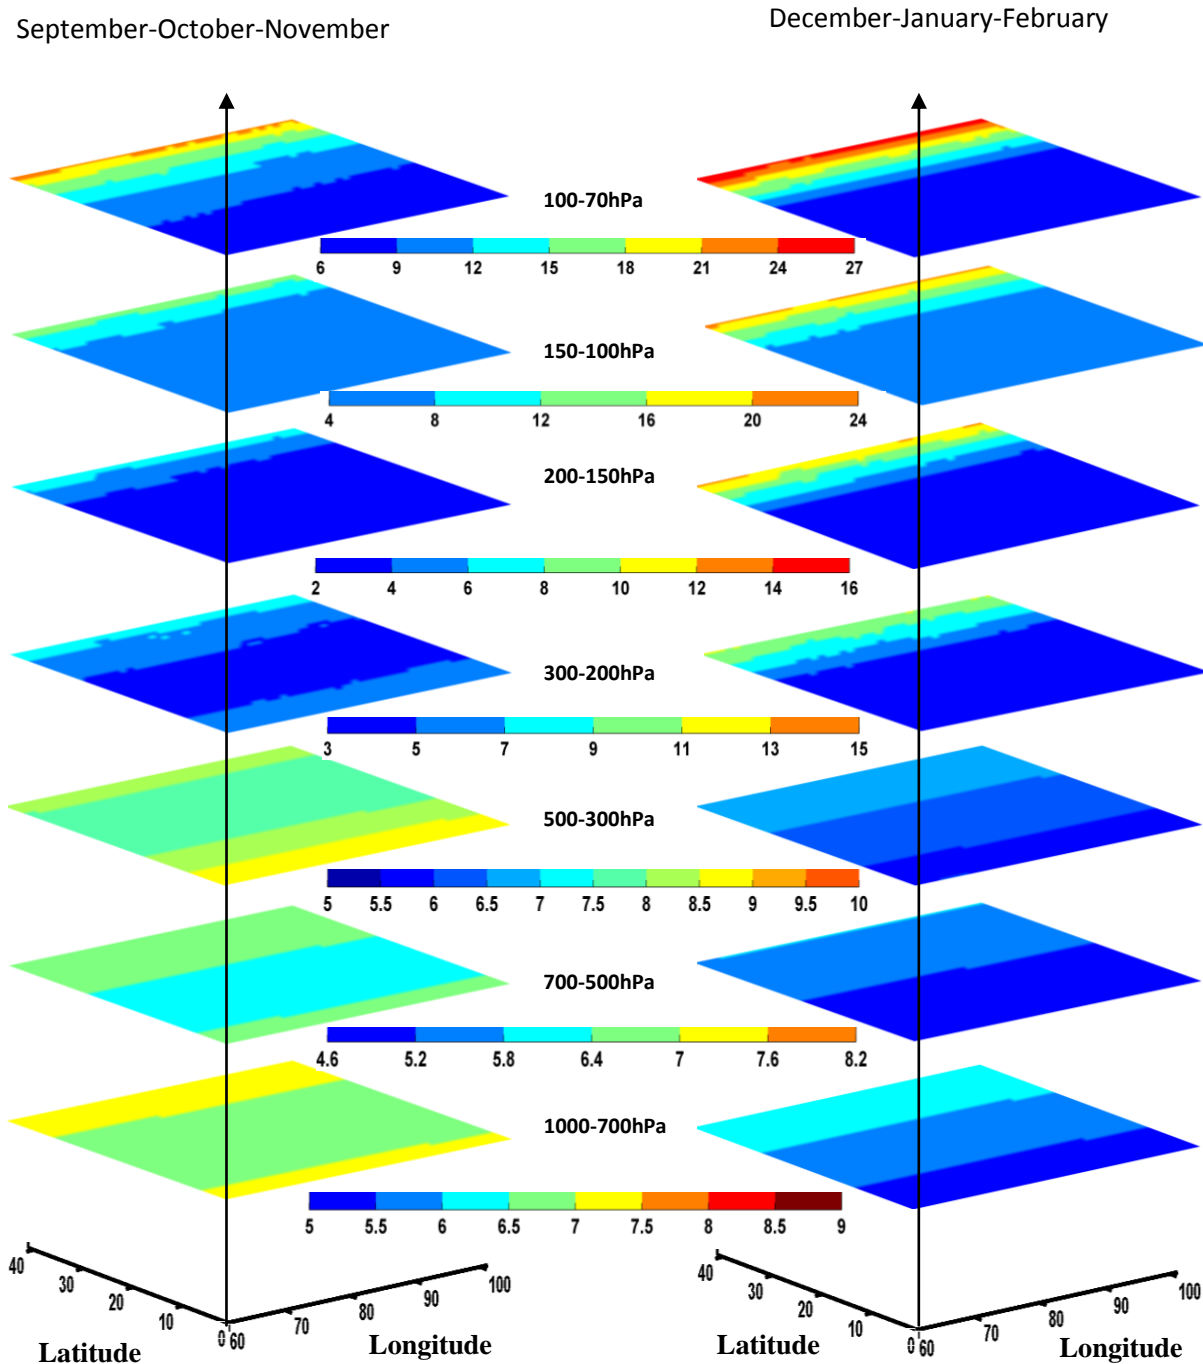 September-October-November
December-January-February
100-70hPa
6 9 12 15 18 21 24 27
150-100hPa
4 8 12 16 20 24
200-150hPa
2 4 6 8 10 12 14 16
300-200hPa
3 5 7 9 11 13 15
500-300hPa
5 5.5 6 6.5 7 7.5 8 8.5 9 9.5 10
700-500hPa
4.6 5.2 5.8 6.4 7 7.6 8.2
1000-700hPa
5 5.5 6 6.5 7 7.5 8 8.5 9
40 30 20 10 0 60 70 80 90 100
Latitude Longitude
40 30 20 10 0 60 70 80 90 100
Latitude Longitude